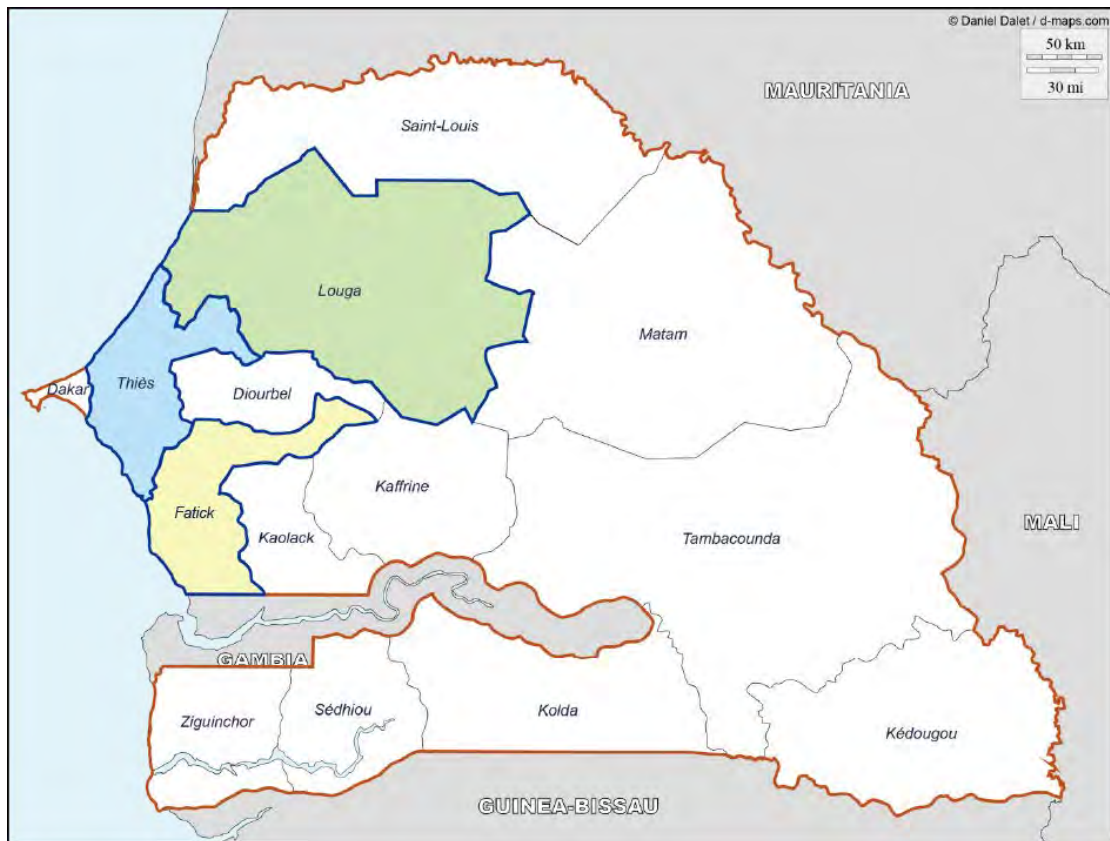 © Daniel Dalet / d-maps.com
50 km
30 mi
MAURITANIA
Saint-Louis
Louga
Matam
Dakar
Thiès
Diourbel
Kaffrine
Fatick
Kaolack
Tambacounda
MALI
GAMBIA
Ziguinchor
Sédhiou
Kolda
Kédougou
GUINEA-BISSAU